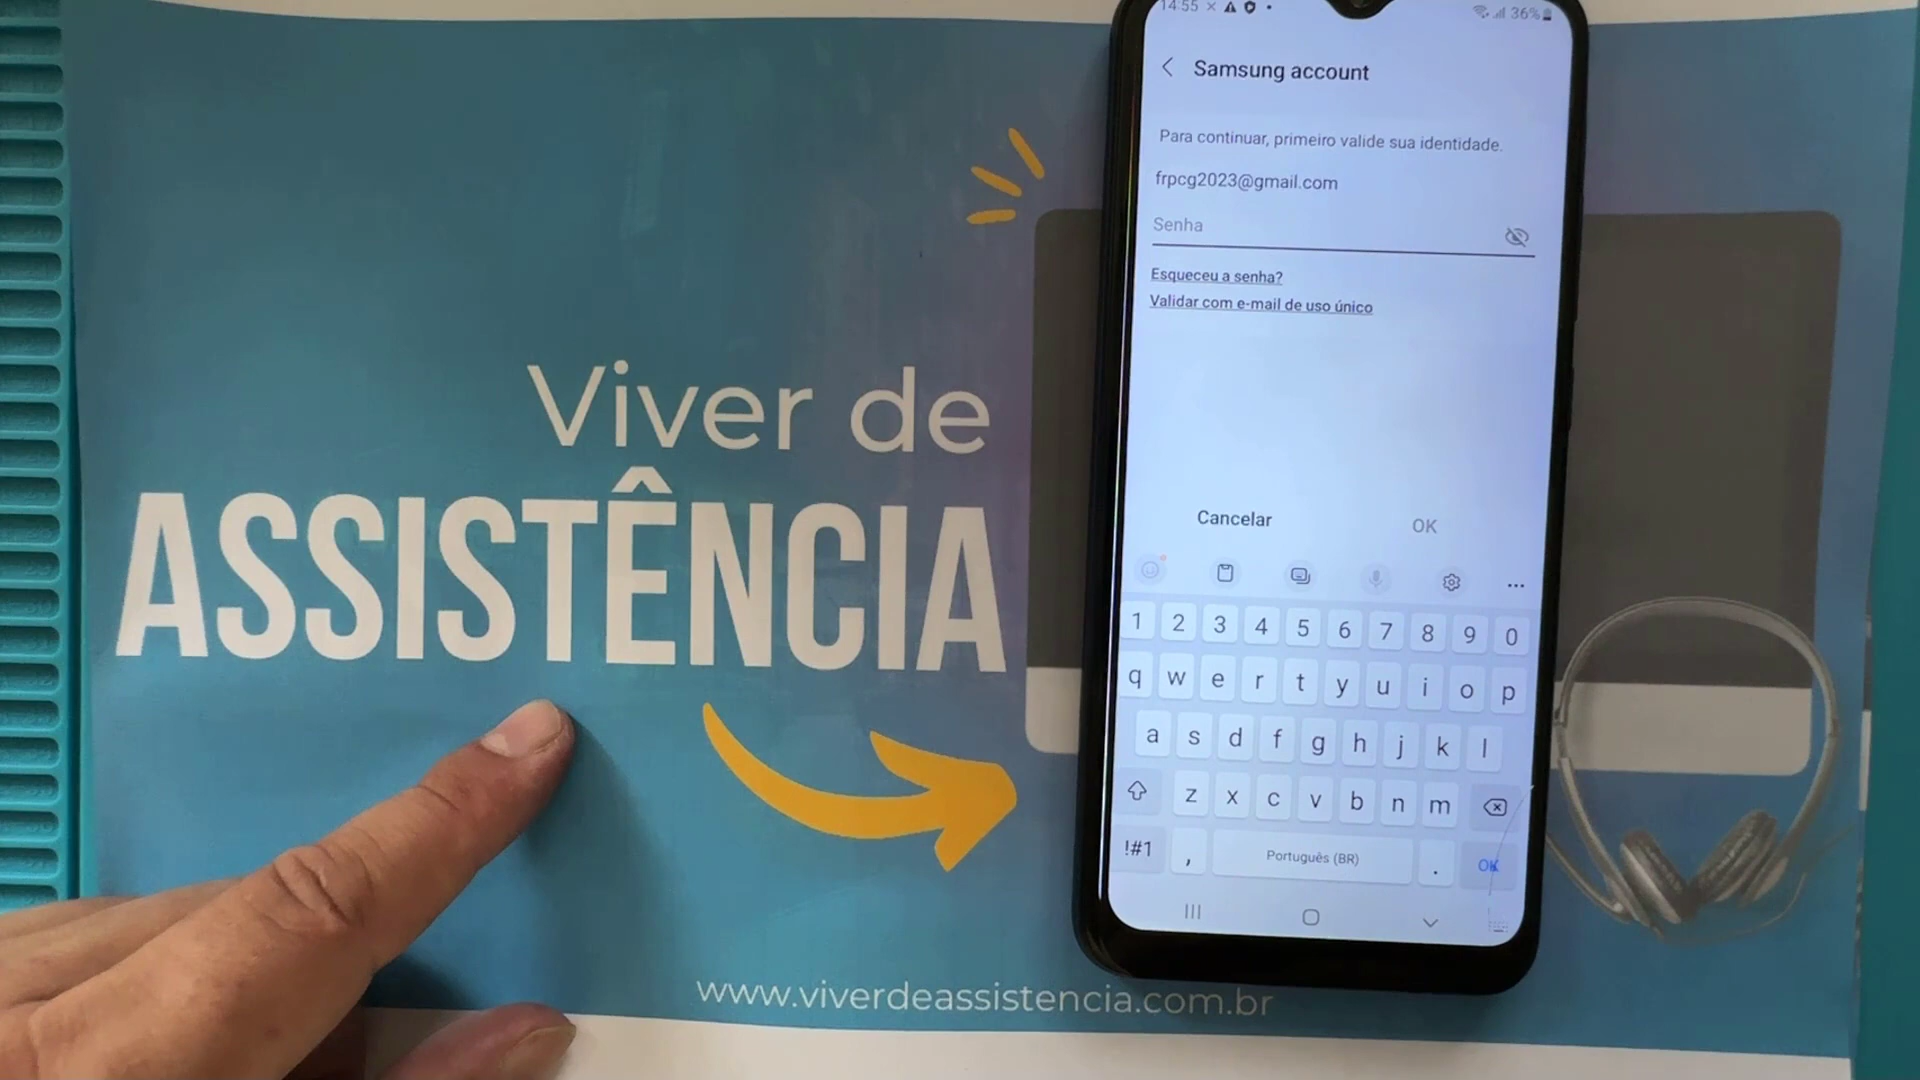 Viver de
ASSISTÊNCIA
www.viverdeassistencia.com.br
14:55
36%
Samsung account
Para continuar, primeiro valide sua identidade.
frpcg2023@gmail.com
Senha
Esqueceu a senha?
Validar com e-mail de uso único
Cancelar OK
1 2 3 4 5 6 7 8 9 0
q w e r t y u i o p
a s d f g h j k l
z x c v b n m
!#1 , Português (BR) . OK